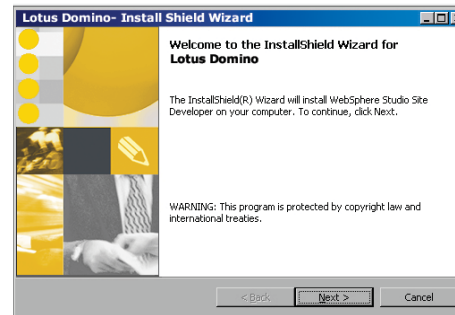 Lotus Domino- Install Shield Wizard
Welcome to the InstallShield Wizard for
Lotus Domino
The InstallShield(R) Wizard will install WebSphere Studio Site
Developer on your computer. To continue, click Next.
WARNING: This program is protected by copyright law and
international treaties.
< Back
Next >
Cancel